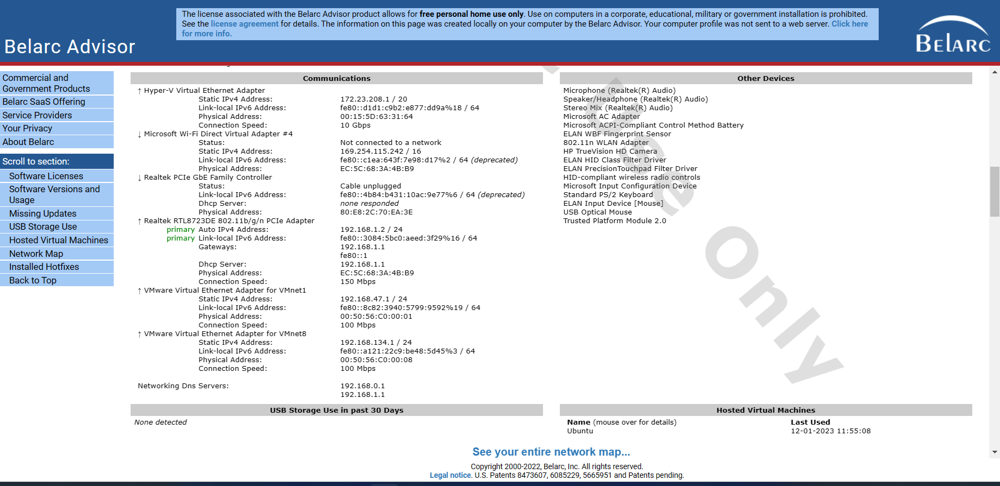 The license associated with the Belarc Advisor product allows for free personal home use only. Use on computers in a corporate, educational, military or government installation is prohibited.
See the license agreement for details. The information on this page was created locally on your computer by the Belarc Advisor. Your computer profile was not sent to a web server. Click here
for more info.
Belarc Advisor
BELARC
Commercial and
Government Products
Belarc SaaS Offering
Service Providers
Your Privacy
About Belarc
Scroll to section:
Software Licenses
Software Versions and
Usage
Missing Updates
USB Storage Use
Hosted Virtual Machines
Network Map
Installed Hotfixes
Back to Top
Communications
↑ Hyper-V Virtual Ethernet Adapter
Static IPv4 Address: 172.23.208.1 / 20
Link-local IPv6 Address: fe80::d1d1:c9b2:e877:dd9a%18 / 64
Physical Address: 00:15:5D:63:31:64
Connection Speed: 10 Gbps
↓ Microsoft Wi-Fi Direct Virtual Adapter #4
Status: Not connected to a network
Static IPv4 Address: 169.254.115.242 / 16
Link-local IPv6 Address: fe80::c1ea:643f:7e98:d17%2 / 64 (deprecated)
Physical Address: EC:5C:68:3A:4B:B9
↓ Realtek PCIe GbE Family Controller
Status: Cable unplugged
Link-local IPv6 Address: fe80::4b84:b431:10ac:9e77%6 / 64 (deprecated)
Dhcp Server: none responded
Physical Address: 80:E8:2C:70:EA:3E
↑ Realtek RTL8723DE 802.11b/g/n PCIe Adapter
primary Auto IPv4 Address: 192.168.1.2 / 24
primary Link-local IPv6 Address: fe80::3084:5bc0:aeed:3f29%16 / 64
Gateways: 192.168.1.1
fe80::1
Dhcp Server: 192.168.1.1
Physical Address: EC:5C:68:3A:4B:B9
Connection Speed: 150 Mbps
↑ VMware Virtual Ethernet Adapter for VMnet1
Static IPv4 Address: 192.168.47.1 / 24
Link-local IPv6 Address: fe80::8c82:3940:5799:9592%19 / 64
Physical Address: 00:50:56:C0:00:01
Connection Speed: 100 Mbps
↑ VMware Virtual Ethernet Adapter for VMnet8
Static IPv4 Address: 192.168.134.1 / 24
Link-local IPv6 Address: fe80::a121:22c9:be48:5d45%3 / 64
Physical Address: 00:50:56:C0:00:08
Connection Speed: 100 Mbps
Networking Dns Servers: 192.168.0.1
192.168.1.1
Other Devices
Microphone (Realtek(R) Audio)
Speaker/Headphone (Realtek(R) Audio)
Stereo Mix (Realtek(R) Audio)
Microsoft AC Adapter
Microsoft ACPI-Compliant Control Method Battery
ELAN WBF Fingerprint Sensor
802.11n WLAN Adapter
HP TrueVision HD Camera
ELAN HID Class Filter Driver
ELAN PrecisionTouchpad Filter Driver
HID-compliant wireless radio controls
Microsoft Input Configuration Device
Standard PS/2 Keyboard
ELAN Input Device [Mouse]
USB Optical Mouse
Trusted Platform Module 2.0
Use Only
USB Storage Use in past 30 Days
None detected
Hosted Virtual Machines
Name (mouse over for details) Last Used
Ubuntu 12-01-2023 11:55:08
See your entire network map...
Copyright 2000-2022, Belarc, Inc. All rights reserved.
Legal notice. U.S. Patents 8473607, 6085229, 5665951 and Patents pending.